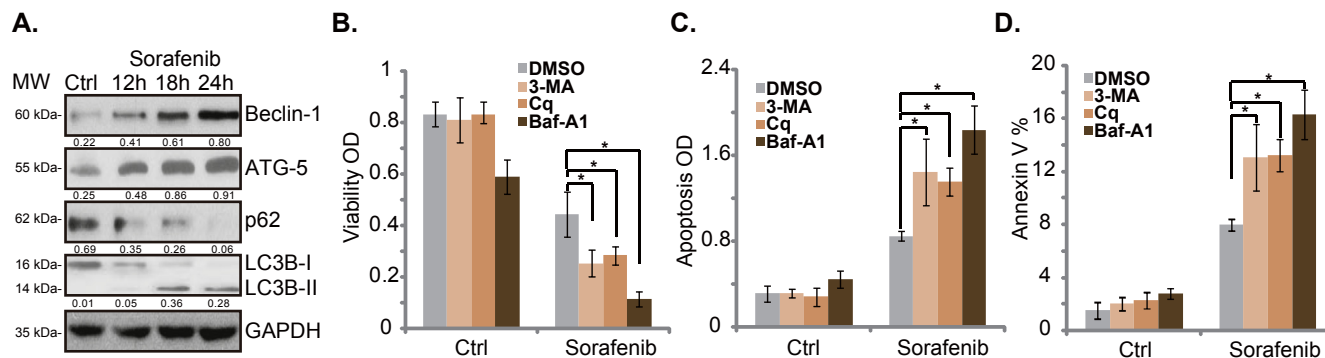 A.
Sorafenib
MW Ctrl 12h 18h 24h
60 kDa- Beclin-1
0.22 0.41 0.61 0.80
55 kDa- ATG-5
0.25 0.48 0.86 0.91
62 kDa- p62
0.69 0.35 0.26 0.06
16 kDa- LC3B-I
14 kDa- LC3B-II
0.01 0.05 0.36 0.28
35 kDa- GAPDH
B.
Viability OD
1
0.8
0.6
0.4
0.2
0
DMSO
3-MA
Cq
Baf-A1
*
*
*
Ctrl Sorafenib
C.
Apoptosis OD
2.4
1.6
0.8
0
DMSO
3-MA
Cq
Baf-A1
*
*
*
Ctrl Sorafenib
D.
Annexin V %
20
16
12
8
4
0
DMSO
3-MA
Cq
Baf-A1
*
*
*
Ctrl Sorafenib